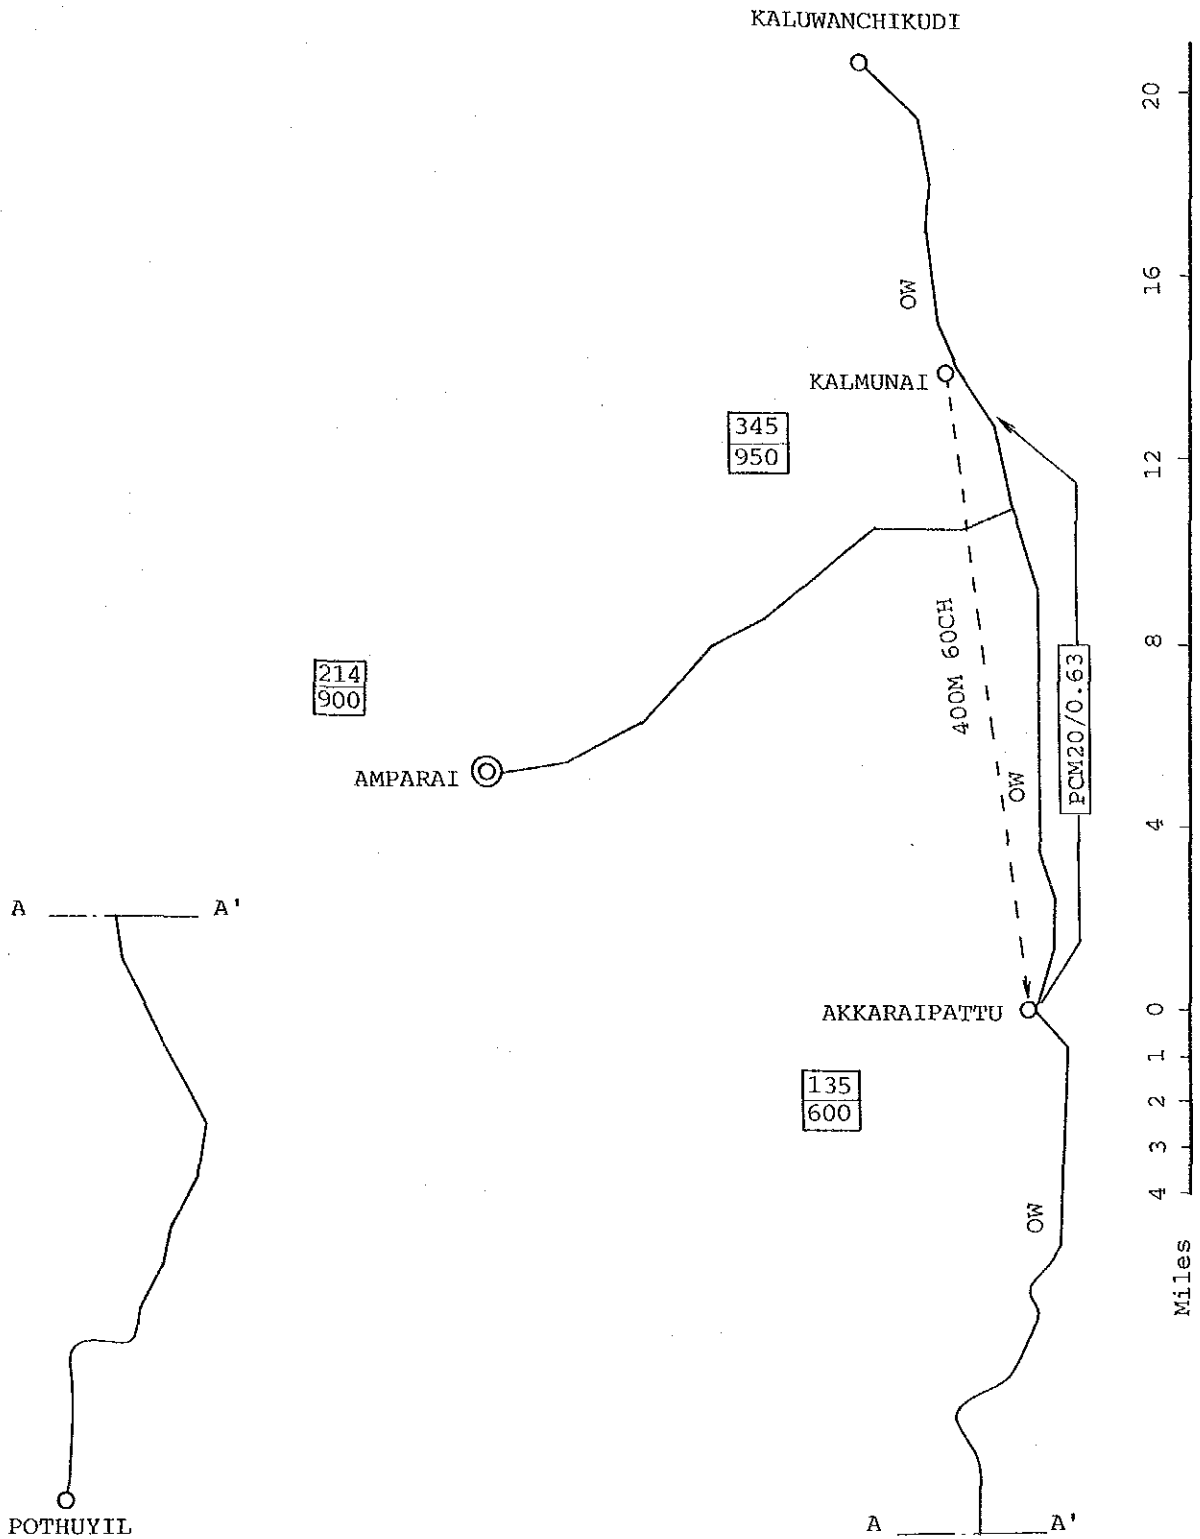 KALUWANCHIKUDI
20
16
OW
KALMUNAI
345
950
12
400M 60CH
8
PCM20/0.63
214
900
AMPARAI
OW
4
A A'
AKKARAIPATTU
0
1
135
600
2
3
4
OW
Miles
POTHUYIL
A A'